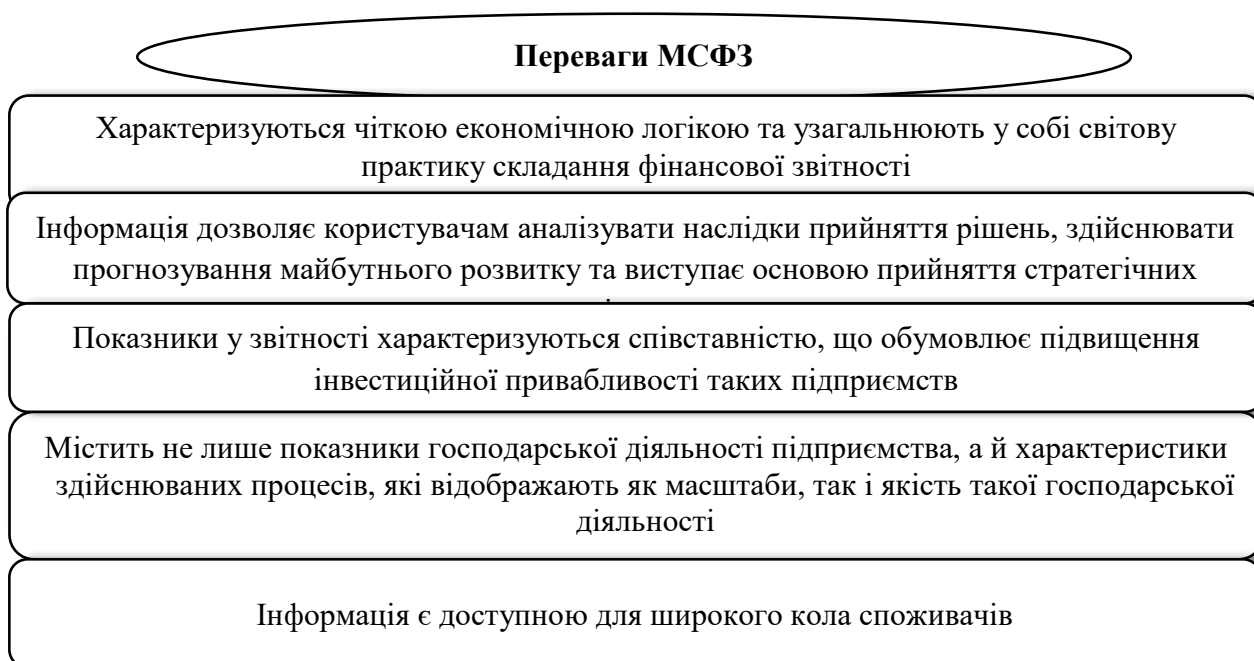 Переваги МСФЗ
Характеризуються чіткою економічною логікою та узагальнюють у собі світову
практику складання фінансової звітності
Інформація дозволяє користувачам аналізувати наслідки прийняття рішень, здійснювати
прогнозування майбутнього розвитку та виступає основою прийняття стратегічних
Показники у звітності характеризуються співставністю, що обумовлює підвищення
інвестиційної привабливості таких підприємств
Містить не лише показники господарської діяльності підприємства, а й характеристики
здійснюваних процесів, які відображають як масштаби, так і якість такої господарської
діяльності
Інформація є доступною для широкого кола споживачів